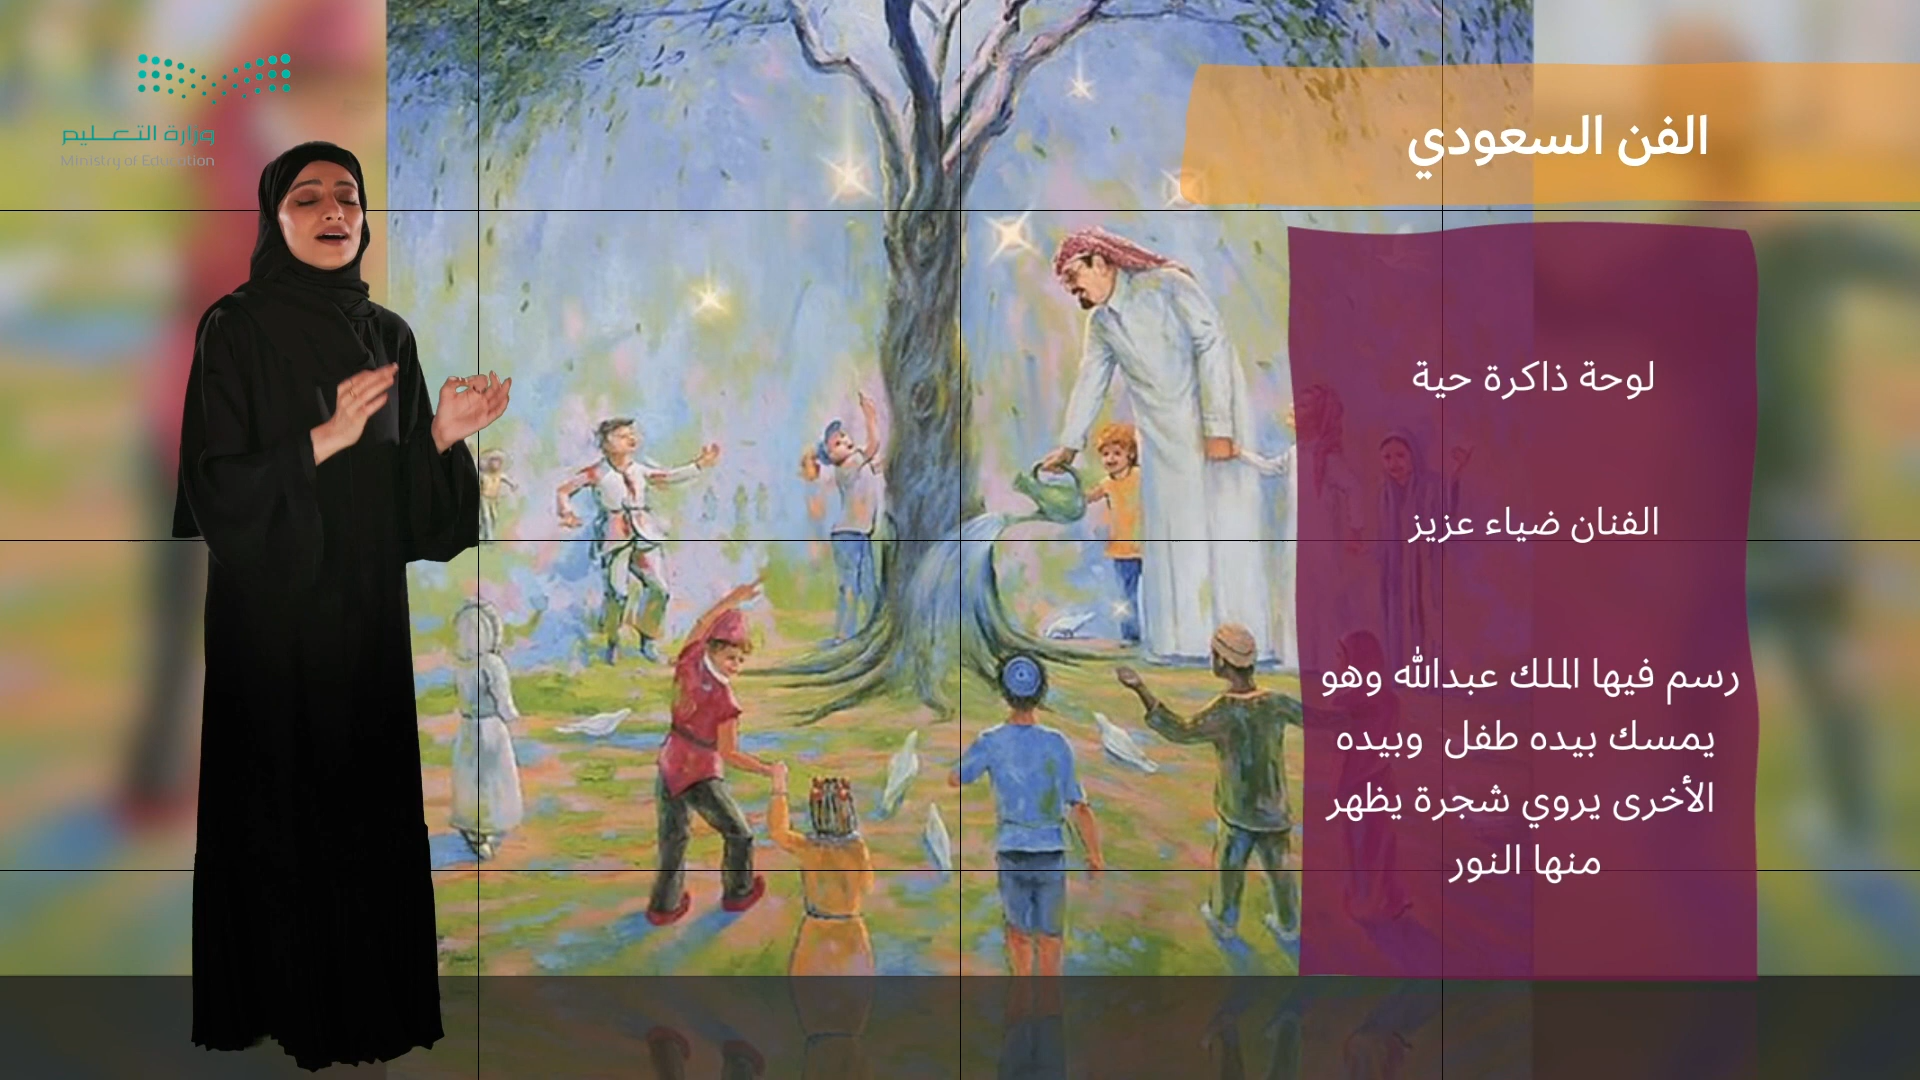 وزارة التعليم
Ministry of Education
الفن السعودي
لوحة ذاكرة حية
الفنان ضياء عزيز
رسم فيها الملك عبدالله وهو
يمسك بيده طفل وبيده
الأخرى يروي شجرة يظهر
منها النور